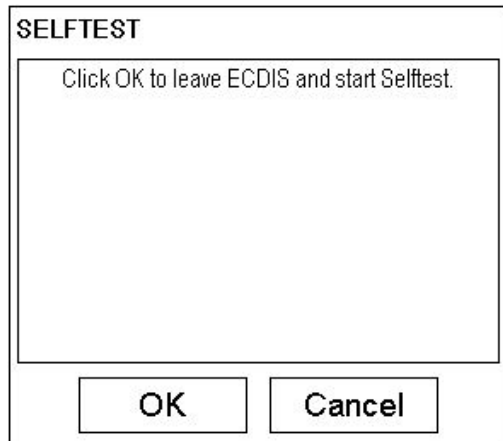 SELFTEST
Click OK to leave ECDIS and start Selftest.
OK
Cancel